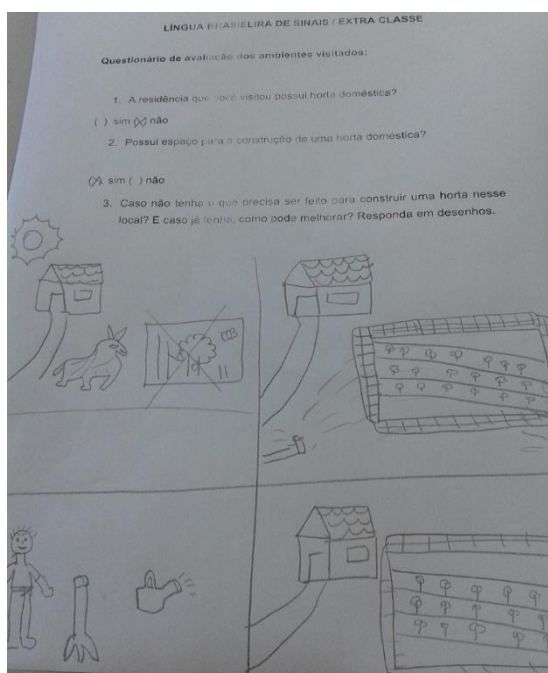 LÍNGUA BRASIELIRA DE SINAIS / EXTRA CLASSE
Questionário de avaliação dos ambientes visitados:
1. A residência que você visitou possui horta doméstica?
( ) sim (X) não
2. Possui espaço para a construção de uma horta doméstica?
(X) sim ( ) não
3. Caso não tenha o que precisa ser feito para construir uma horta nesse
local? E caso já tenha, como pode melhorar? Responda em desenhos.